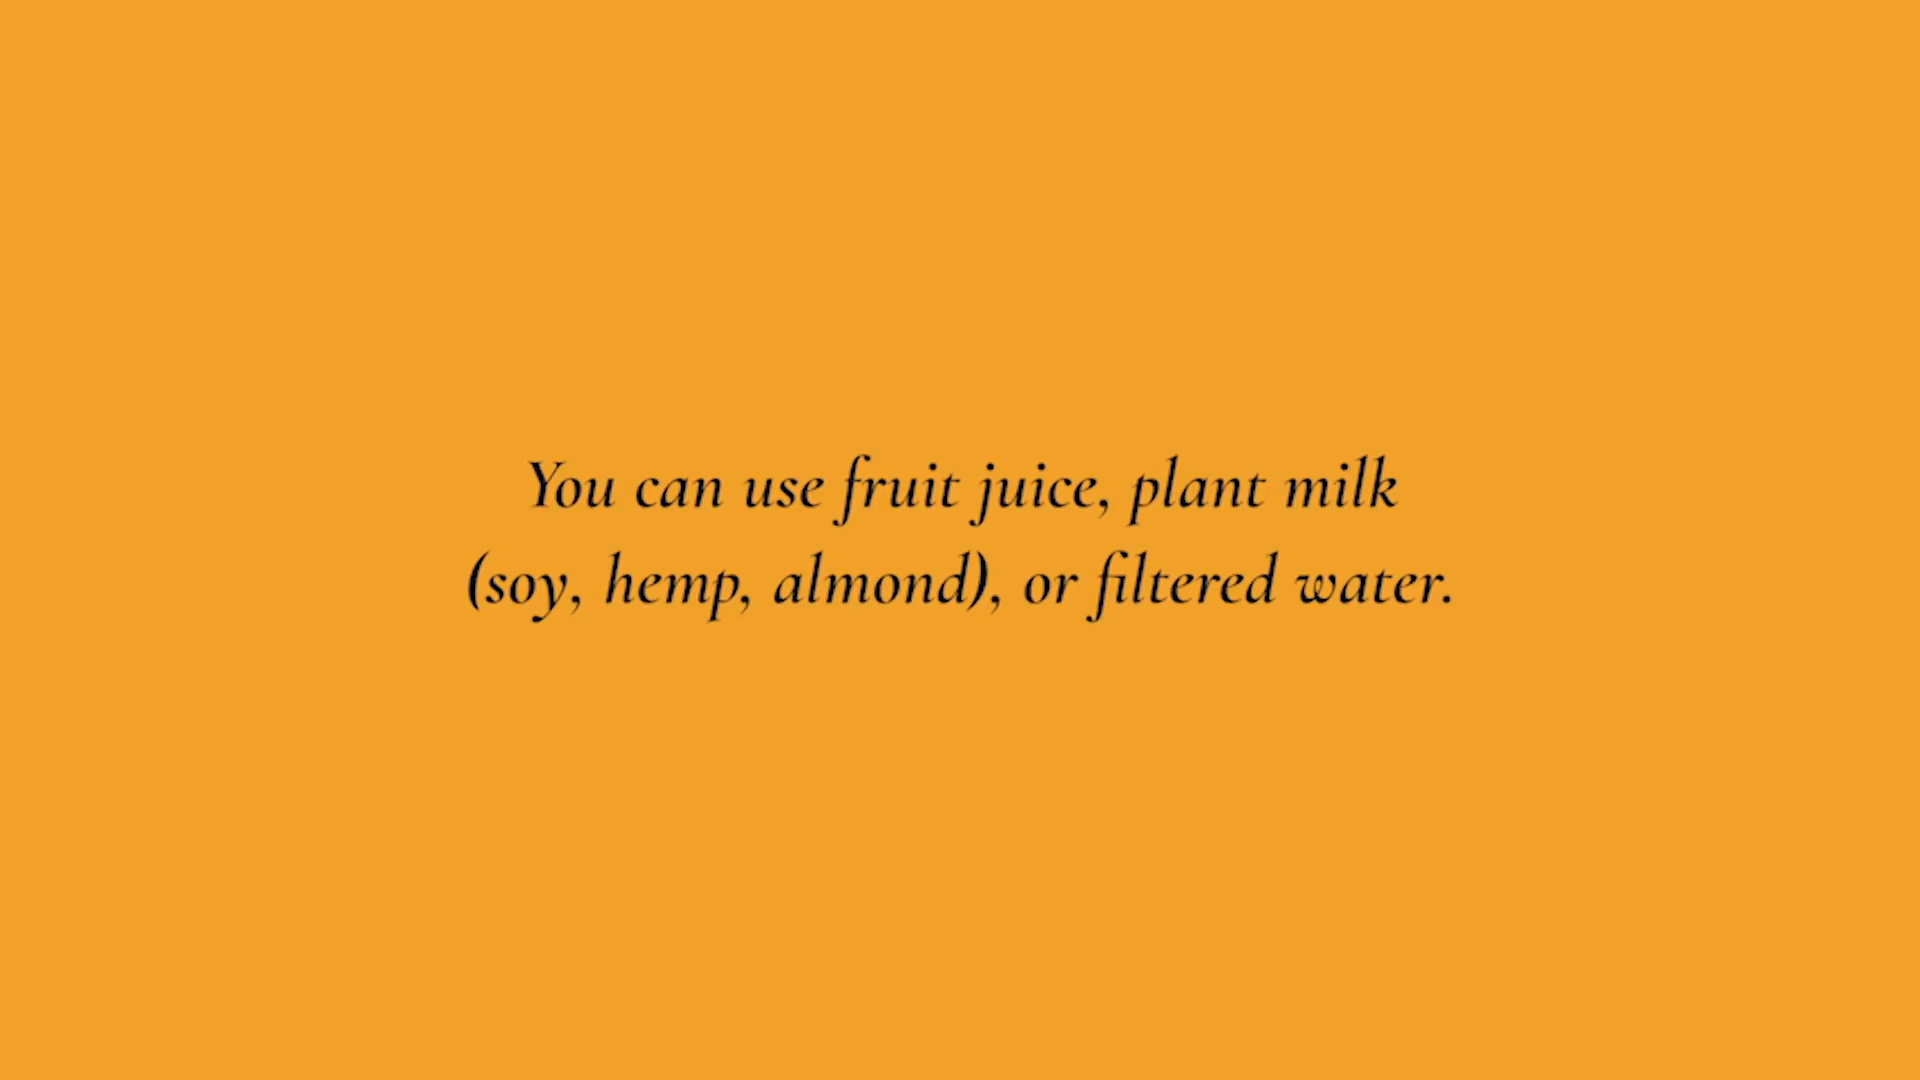 You can use fruit juice, plant milk
(soy, hemp, almond), or filtered water.